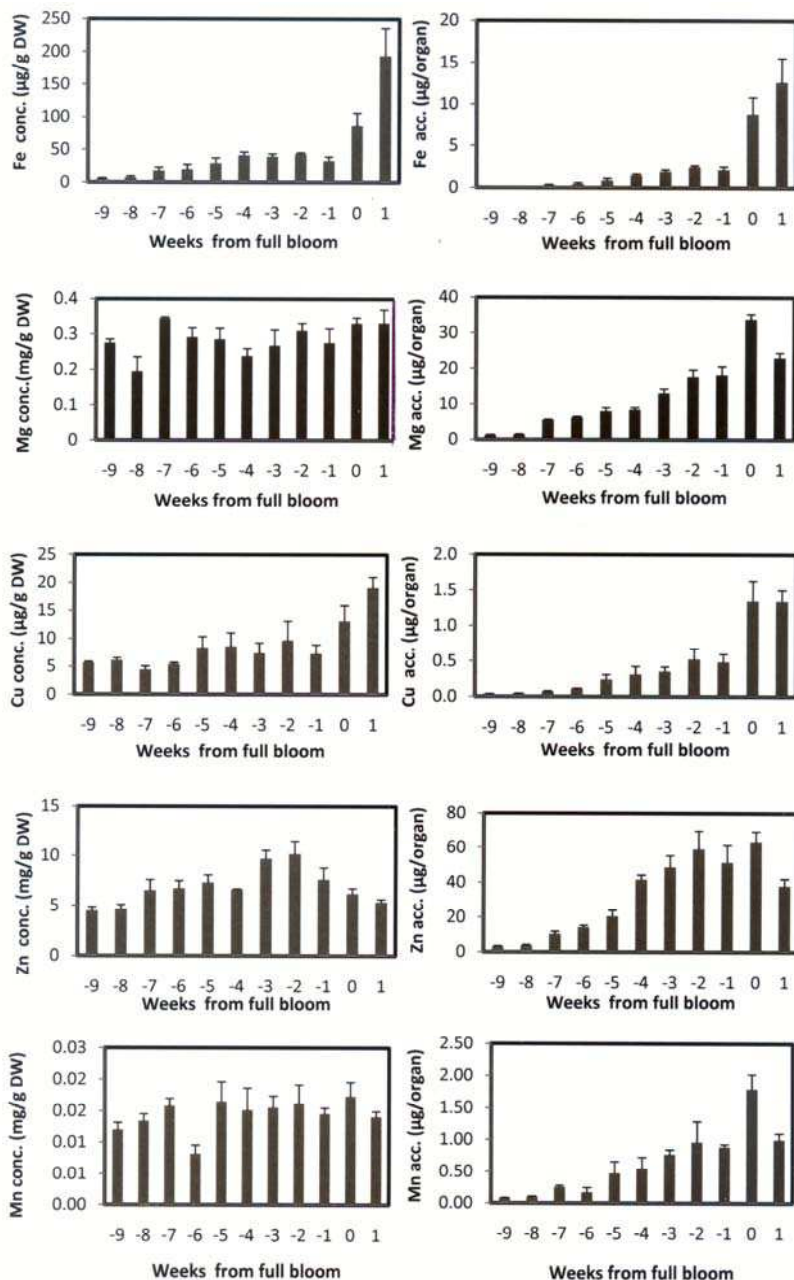 Fe conc. (µg/g DW)
250
200
150
100
50
0
-9 -8 -7 -6 -5 -4 -3 -2 -1 0 1
Weeks from full bloom
Fe acc. (µg/organ)
20
15
10
5
0
-9 -8 -7 -6 -5 -4 -3 -2 -1 0 1
Weeks from full bloom
Mg conc.(mg/g DW)
0.4
0.3
0.2
0.1
0
-9 -8 -7 -6 -5 -4 -3 -2 -1 0 1
Weeks from full bloom
Mg acc. (µg/organ)
40
30
20
10
0
-9 -8 -7 -6 -5 -4 -3 -2 -1 0 1
Weeks from full bloom
Cu conc. (µg/g DW)
25
20
15
10
5
0
-9 -8 -7 -6 -5 -4 -3 -2 -1 0 1
Weeks from full bloom
Cu acc. (µg/organ)
2.0
1.5
1.0
0.5
0.0
-9 -8 -7 -6 -5 -4 -3 -2 -1 0 1
Weeks from full bloom
Zn conc. (mg/g DW)
15
10
5
0
-9 -8 -7 -6 -5 -4 -3 -2 -1 0 1
Weeks from full bloom
Zn acc. (µg/organ)
80
60
40
20
0
-9 -8 -7 -6 -5 -4 -3 -2 -1 0 1
Weeks from full bloom
Mn conc. (mg/g DW)
0.03
0.02
0.02
0.01
0.01
0.00
-9 -8 -7 -6 -5 -4 -3 -2 -1 0 1
Weeks from full bloom
Mn acc. (µg/organ)
2.50
2.00
1.50
1.00
0.50
0.00
-9 -8 -7 -6 -5 -4 -3 -2 -1 0 1
Weeks from full bloom